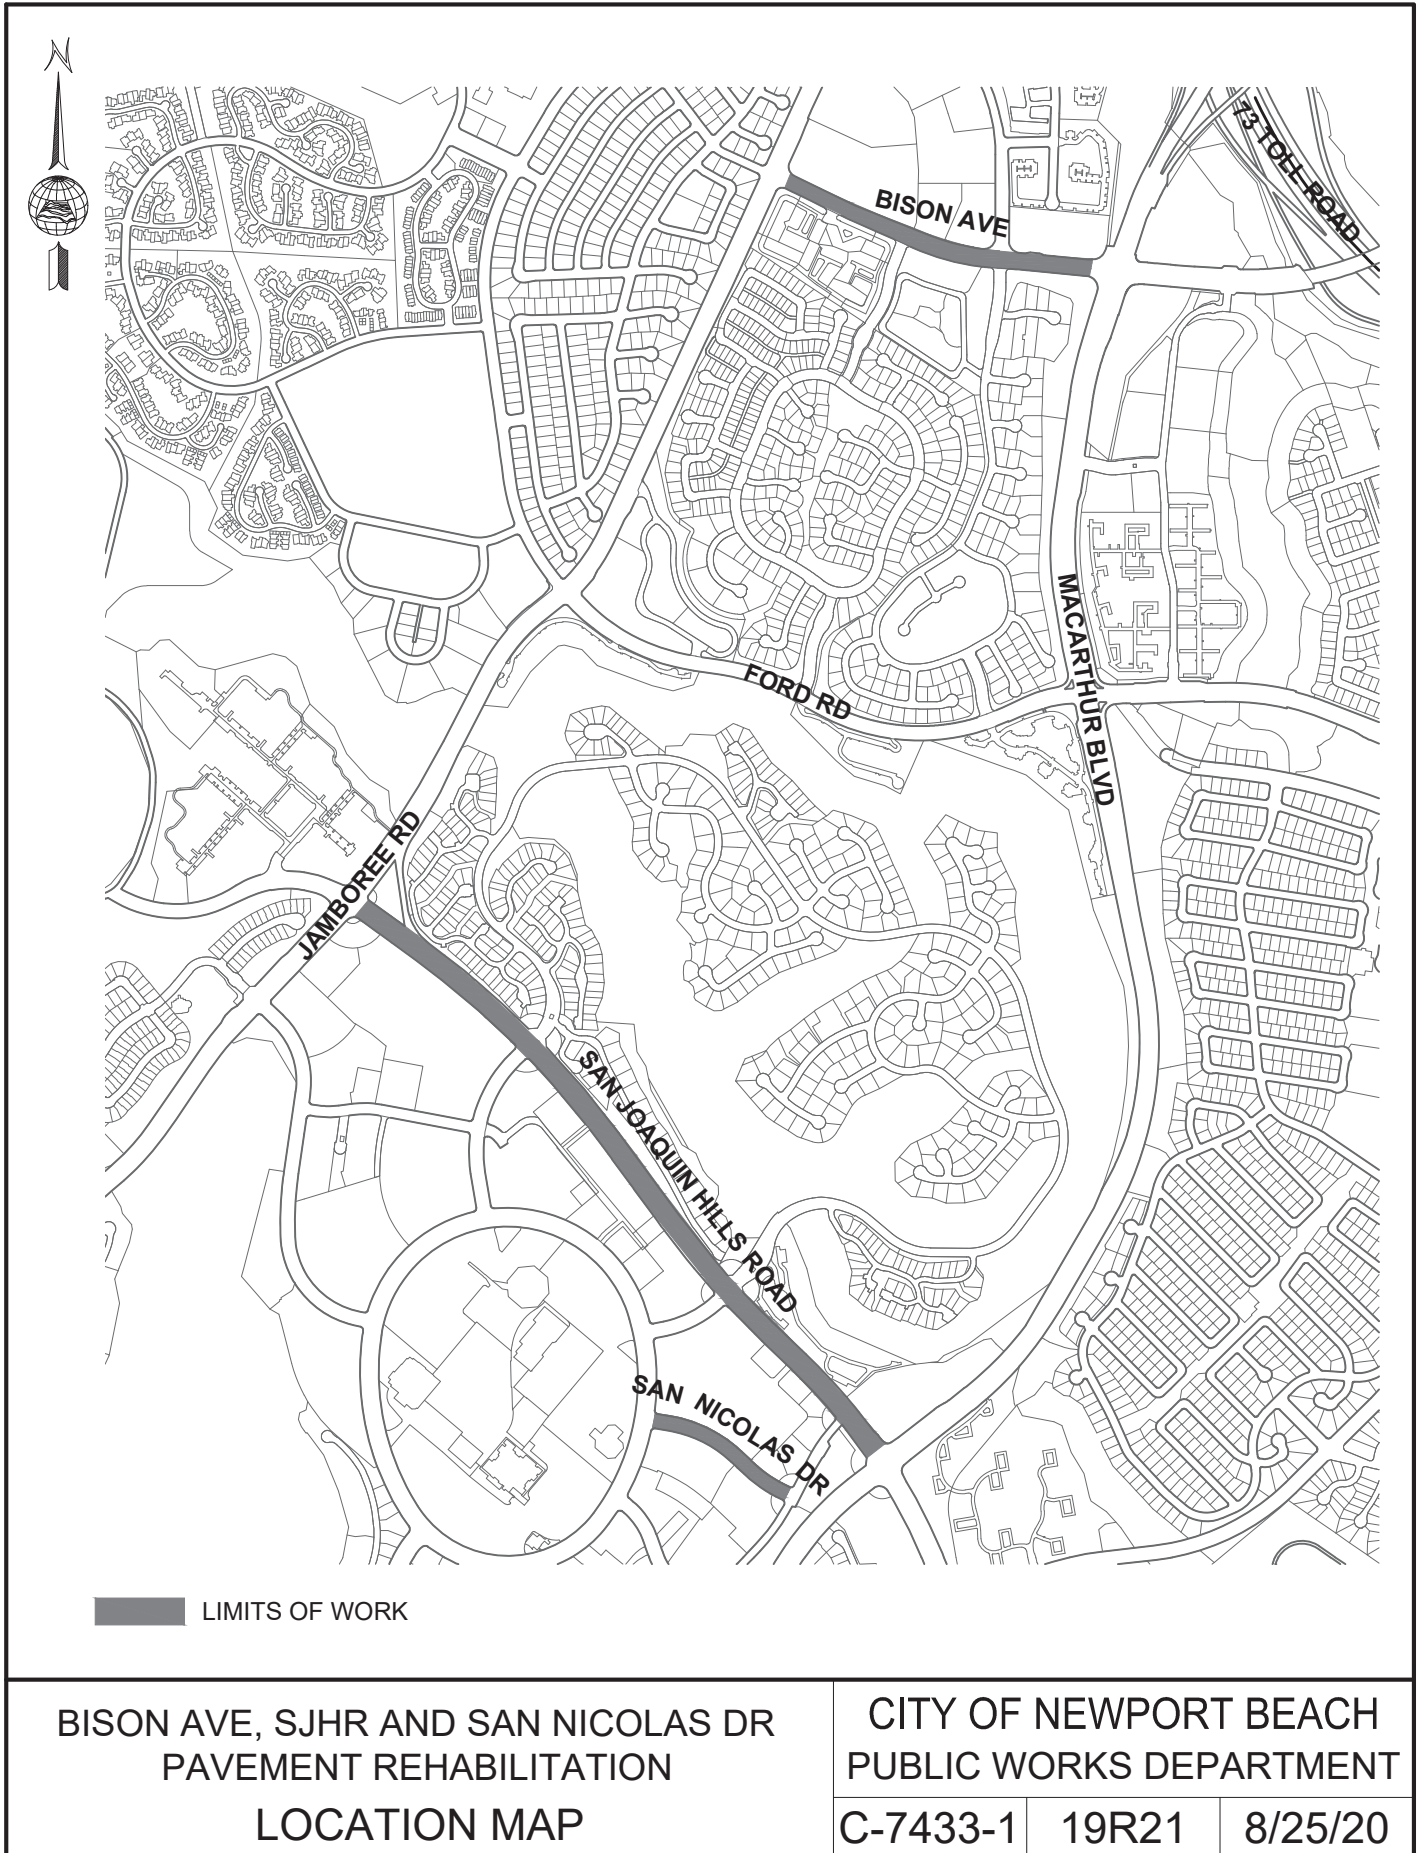 N
73 TOLL ROAD
BISON AVE
MACARTHUR BLVD
FORD RD
JAMBOREE RD
SAN JOAQUIN HILLS ROAD
SAN NICOLAS DR
LIMITS OF WORK
BISON AVE, SJHR AND SAN NICOLAS DR
PAVEMENT REHABILITATION
LOCATION MAP
CITY OF NEWPORT BEACH
PUBLIC WORKS DEPARTMENT
C-7433-1 19R21 8/25/20